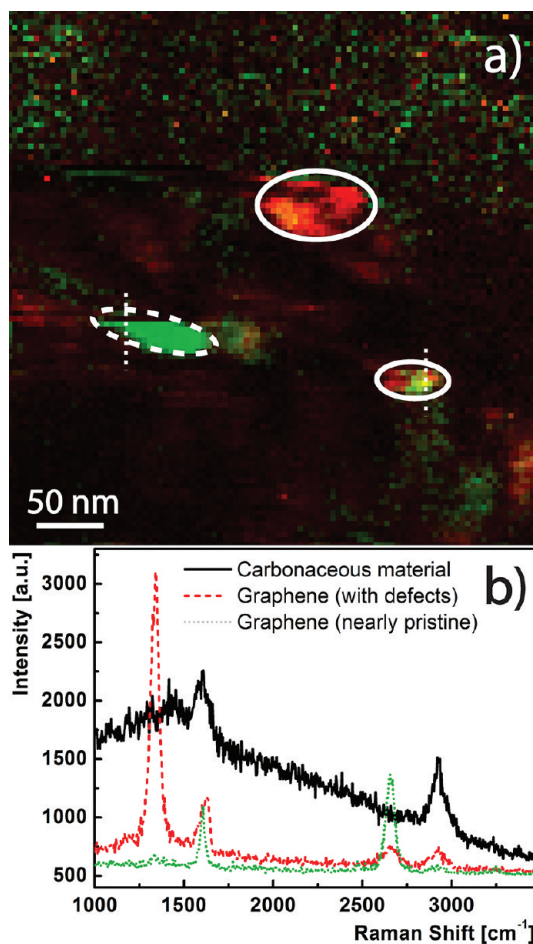 a)
50 nm
b)
Carbonaceous material
Graphene (with defects)
Graphene (nearly pristine)
Intensity [a.u.]
3000
2500
2000
1500
1000
500
1000 1500 2000 2500 3000
Raman Shift [cm⁻¹]